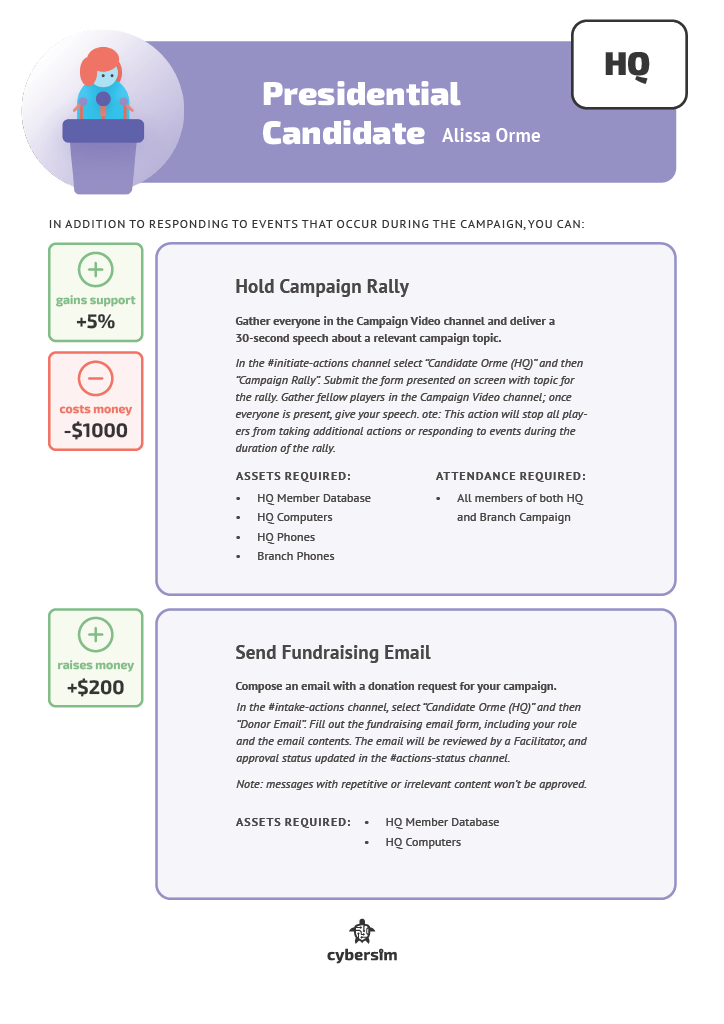 HQ
Presidential
Candidate Alissa Orme
IN ADDITION TO RESPONDING TO EVENTS THAT OCCUR DURING THE CAMPAIGN, YOU CAN:
gains support
+5%
costs money
-$1000
Hold Campaign Rally
Gather everyone in the Campaign Video channel and deliver a
30-second speech about a relevant campaign topic.
In the #initiate-actions channel select “Candidate Orme (HQ)” and then
“Campaign Rally”. Submit the form presented on screen with topic for
the rally. Gather fellow players in the Campaign Video channel; once
everyone is present, give your speech. ote: This action will stop all play-
ers from taking additional actions or responding to events during the
duration of the rally.
ASSETS REQUIRED:
• HQ Member Database
• HQ Computers
• HQ Phones
• Branch Phones
ATTENDANCE REQUIRED:
• All members of both HQ
and Branch Campaign
raises money
+$200
Send Fundraising Email
Compose an email with a donation request for your campaign.
In the #intake-actions channel, select “Candidate Orme (HQ)” and then
“Donor Email”. Fill out the fundraising email form, including your role
and the email contents. The email will be reviewed by a Facilitator, and
approval status updated in the #actions-status channel.
Note: messages with repetitive or irrelevant content won’t be approved.
ASSETS REQUIRED: • HQ Member Database
• HQ Computers
cybersim